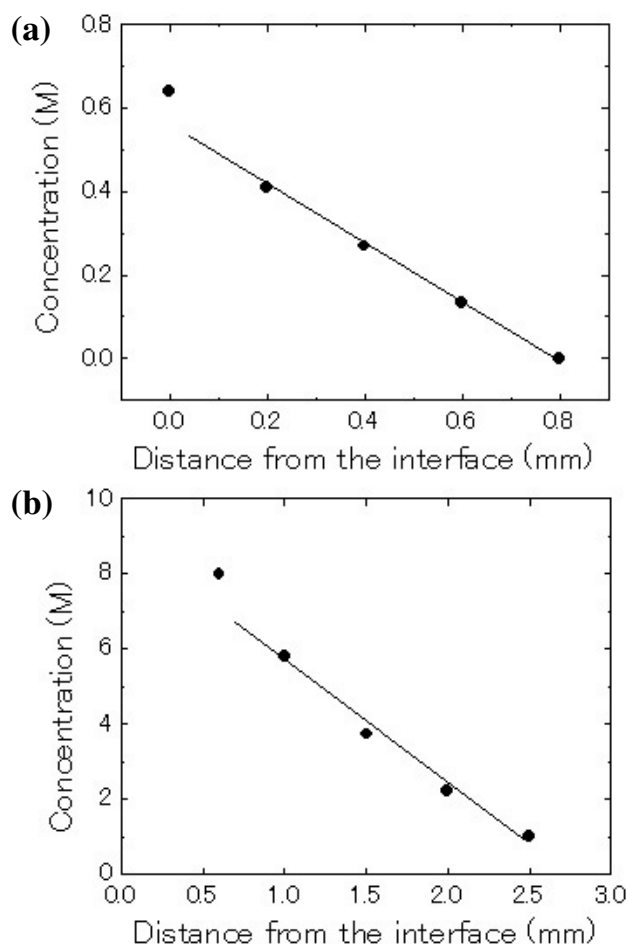 (a)
Concentration (M)
0.8
0.6
0.4
0.2
0.0
0.0 0.2 0.4 0.6 0.8
Distance from the interface (mm)
(b)
Concentration (M)
10
8
6
4
2
0
0.0 0.5 1.0 1.5 2.0 2.5 3.0
Distance from the interface (mm)